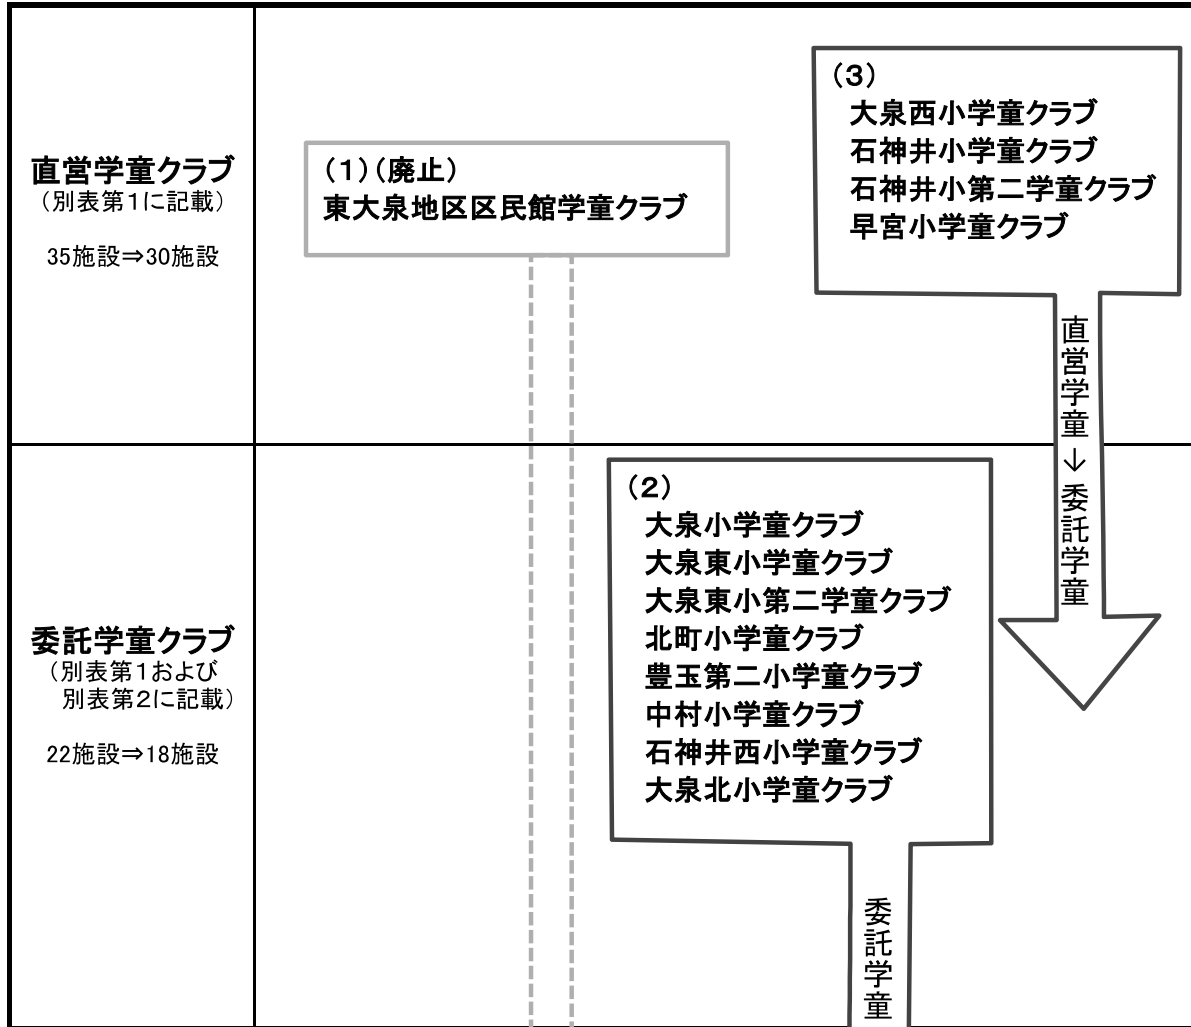 直営学童クラブ
（別表第１に記載）
35施設⇒30施設
（１）（廃止）
東大泉地区区民館学童クラブ
（３）
大泉西小学童クラブ
石神井小学童クラブ
石神井小第二学童クラブ
早宮小学童クラブ
直営学童→委託学童
委託学童クラブ
（別表第１および
別表第２に記載）
22施設⇒18施設
（２）
大泉小学童クラブ
大泉東小学童クラブ
大泉東小第二学童クラブ
北町小学童クラブ
豊玉第二小学童クラブ
中村小学童クラブ
石神井西小学童クラブ
大泉北小学童クラブ
委託学童